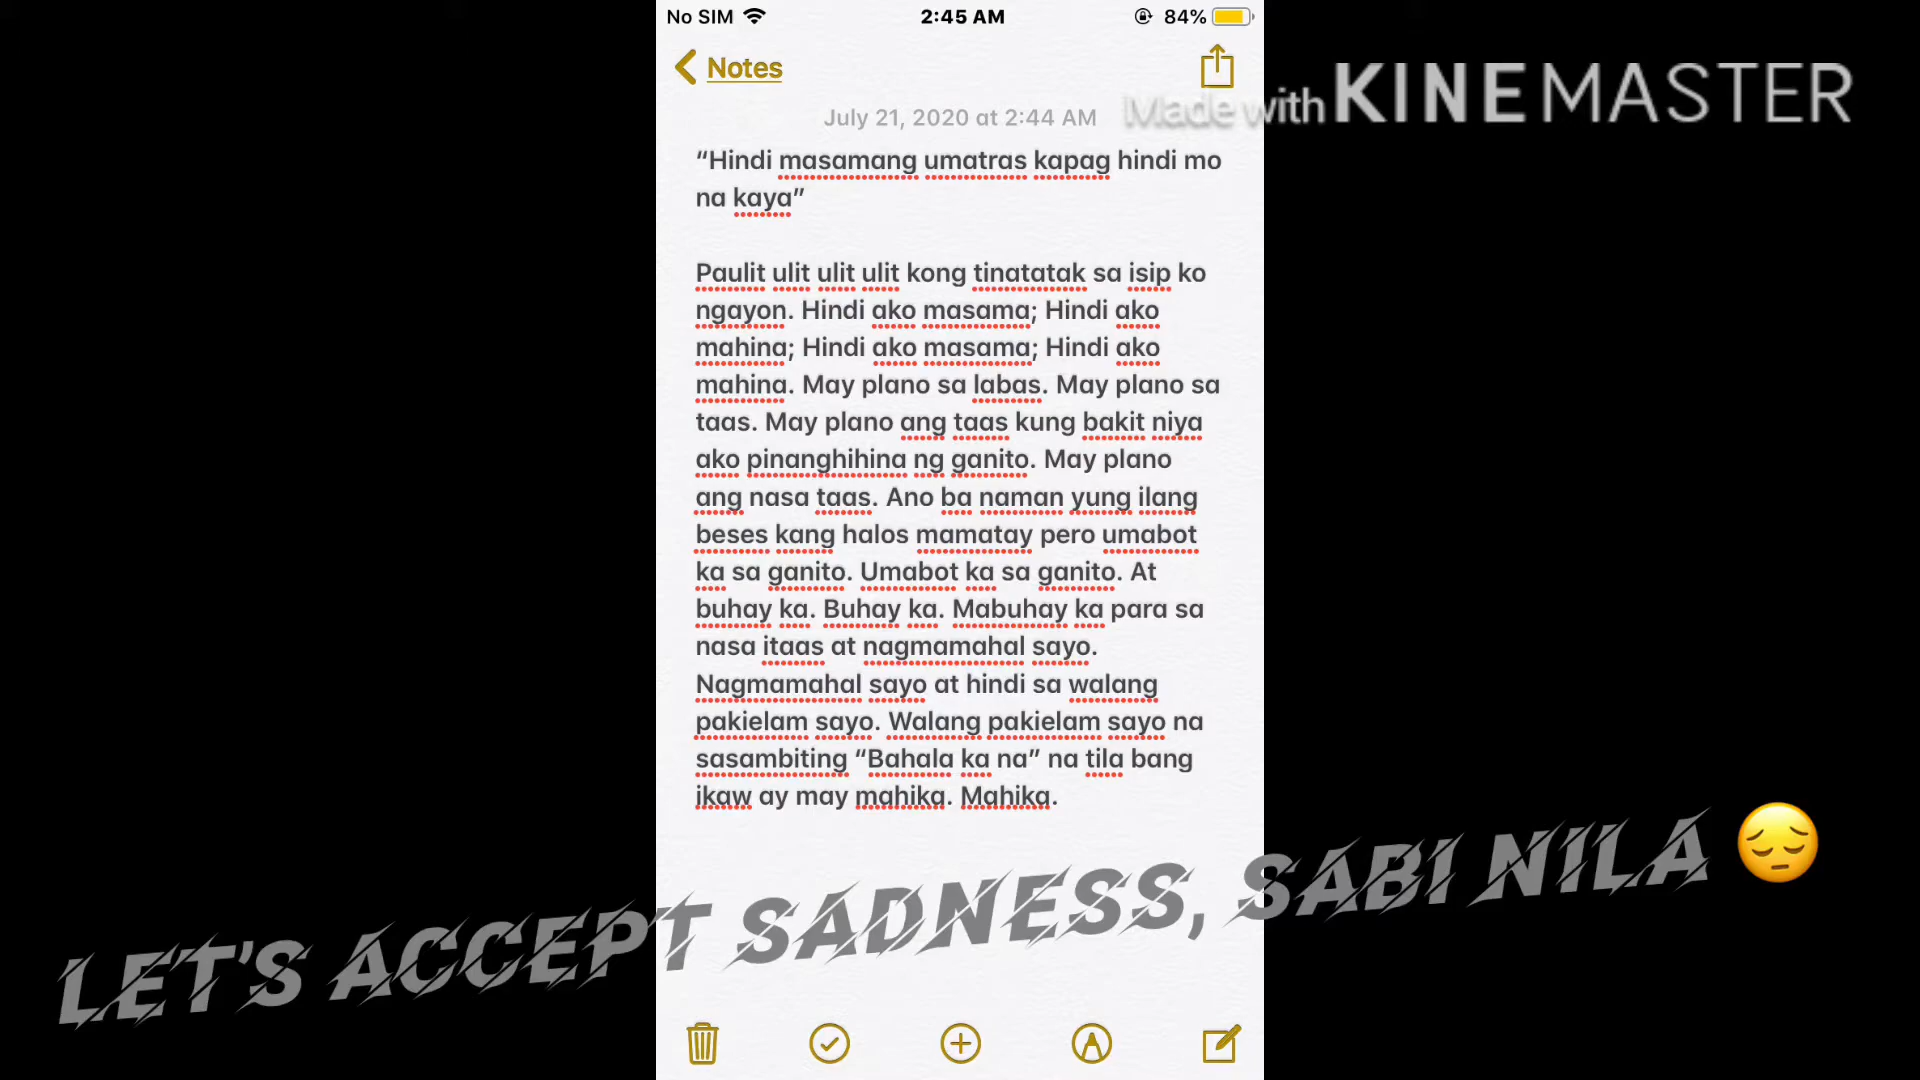 No SIM
2:45 AM
84%
Notes
Made with KINEMASTER
July 21, 2020 at 2:44 AM
“Hindi masamang umatras kapag hindi mo
na kaya”
Paulit ulit ulit ulit kong tinatatak sa isip ko
ngayon. Hindi ako masama; Hindi ako
mahina; Hindi ako masama; Hindi ako
mahina. May plano sa labas. May plano sa
taas. May plano ang taas kung bakit niya
ako pinanghihina ng ganito. May plano
ang nasa taas. Ano ba naman yung ilang
beses kang halos mamatay pero umabot
ka sa ganito. Umabot ka sa ganito. At
buhay ka. Buhay ka. Mabuhay ka para sa
nasa itaas at nagmamahal sayo.
Nagmamahal sayo at hindi sa walang
pakielam sayo. Walang pakielam sayo na
sasambiting “Bahala ka na” na tila bang
ikaw ay may mahika. Mahika.
LET'S ACCEPT SADNESS, SABI NILA 😔